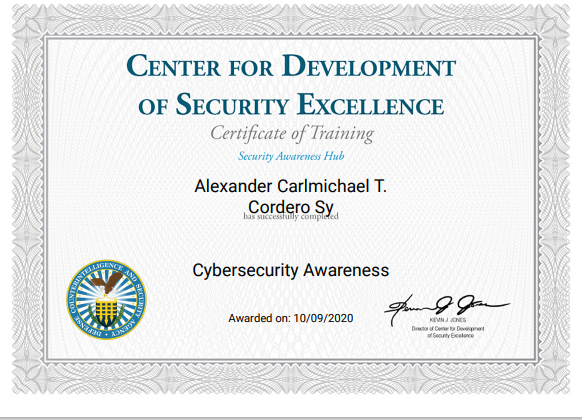 CENTER FOR DEVELOPMENT
OF SECURITY EXCELLENCE
Certificate of Training
Security Awareness Hub
Alexander Carlmichael T.
Cordero Sy
has successfully completed
Cybersecurity Awareness
DEFENSE COUNTERINTELLIGENCE AND SECURITY AGENCY
Awarded on: 10/09/2020
KEVIN J. JONES
Director of Center for Development
of Security Excellence